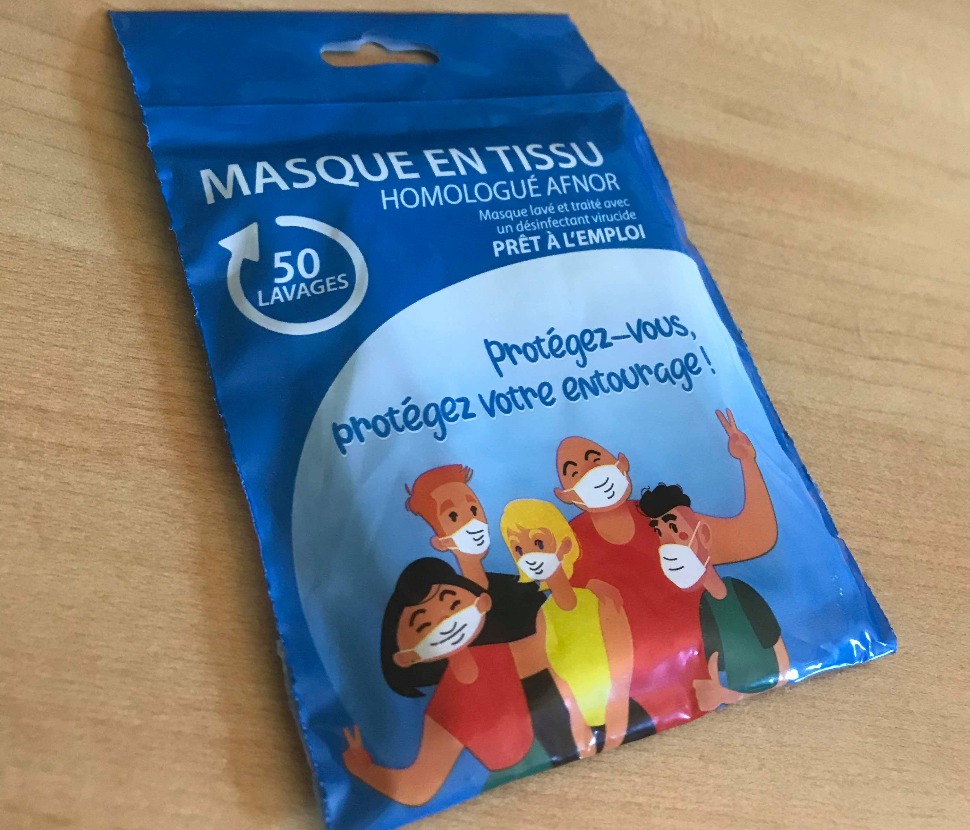 MASQUE EN TISSU
HOMOLOGUÉ AFNOR
Masque lavé et traité avec
un désinfectant virucide
PRÊT À L'EMPLOI
50
LAVAGES
Protégez-vous,
protégez votre entourage !